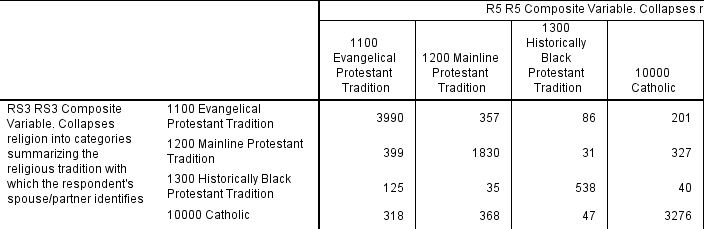 R5 R5 Composite Variable. Collapses r
1100
Evangelical
Protestant
Tradition
1200 Mainline
Protestant
Tradition
1300
Historically
Black
Protestant
Tradition
10000
Catholic
RS3 RS3 Composite
Variable. Collapses
religion into categories
summarizing the
religious tradition with
which the respondent's
spouse/partner identifies
1100 Evangelical
Protestant Tradition
3990 357 86 201
1200 Mainline Protestant
Tradition
399 1830 31 327
1300 Historically Black
Protestant Tradition
125 35 538 40
10000 Catholic 318 368 47 3276